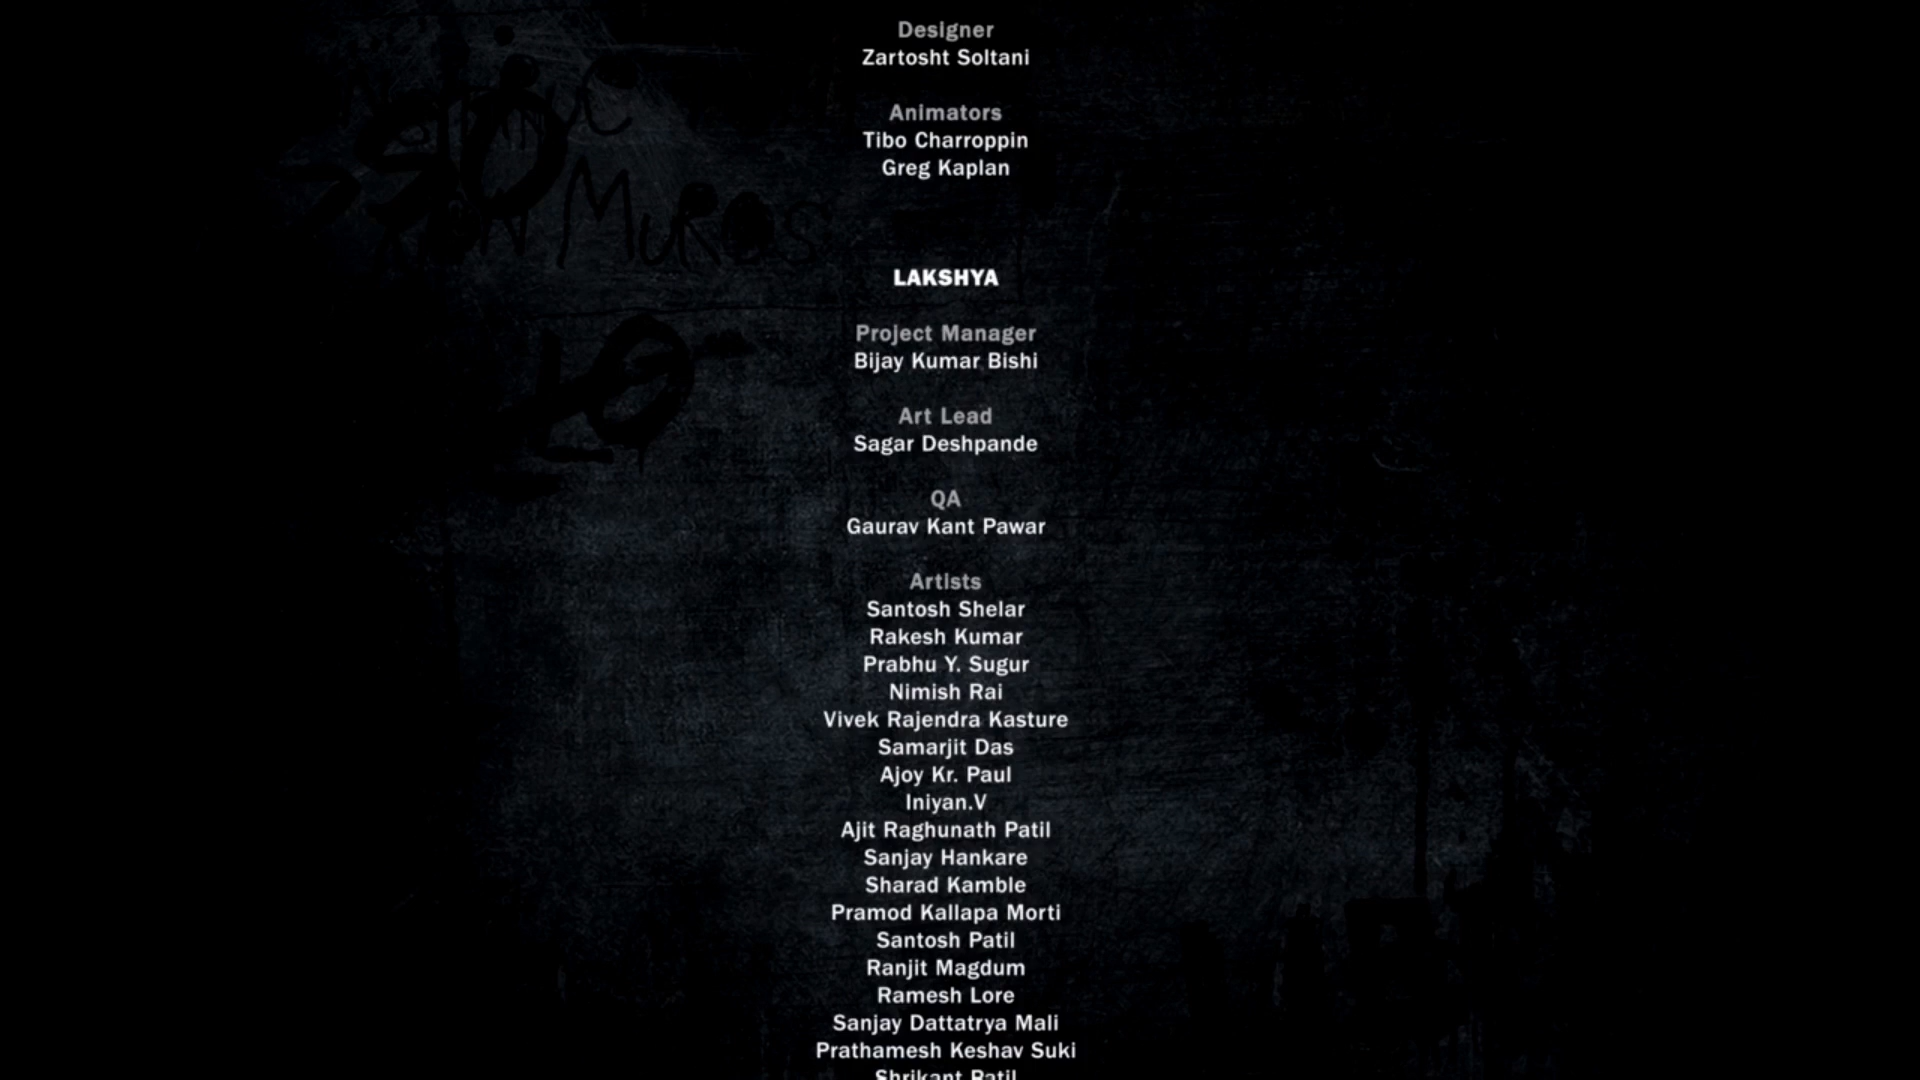 Designer
Zartosht Soltani
Animators
Tibo Charroppin
Greg Kaplan
MUROS
LAKSHYA
Project Manager
Bijay Kumar Bishi
Art Lead
Sagar Deshpande
QA
Gaurav Kant Pawar
Artists
Santosh Shelar
Rakesh Kumar
Prabhu Y. Sugur
Nimish Rai
Vivek Rajendra Kasture
Samarjit Das
Ajoy Kr. Paul
Iniyan.V
Ajit Raghunath Patil
Sanjay Hankare
Sharad Kamble
Pramod Kallapa Morti
Santosh Patil
Ranjit Magdum
Ramesh Lore
Sanjay Dattatrya Mali
Prathamesh Keshav Suki
Shrikant Patil